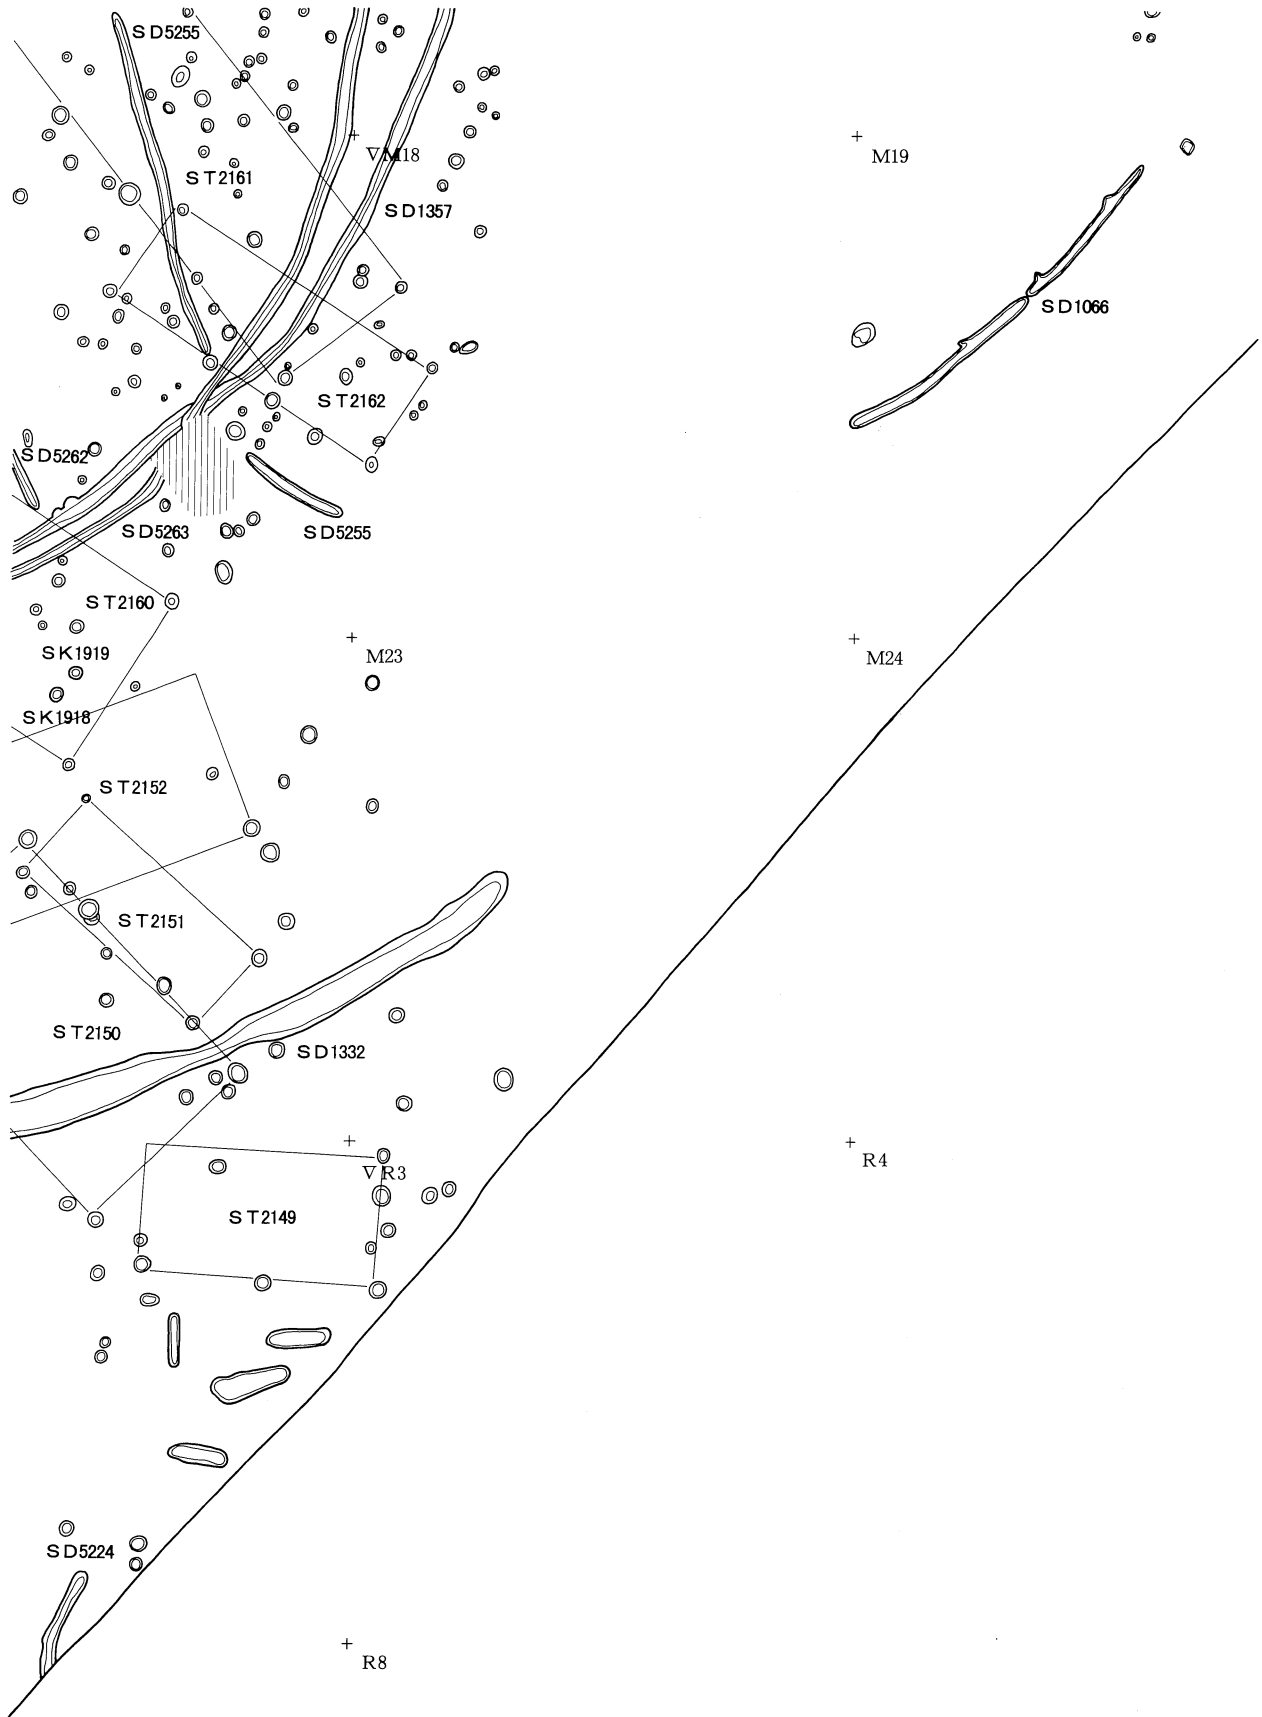 SD5255
▽M18
M19
ST2161
SD1357
SD1066
ST2162
SD5262
SD5263
SD5255
ST2160
SK1919
M23
M24
SK1918
ST2152
ST2151
ST2150
SD1332
▽R3
R4
ST2149
SD5224
R8